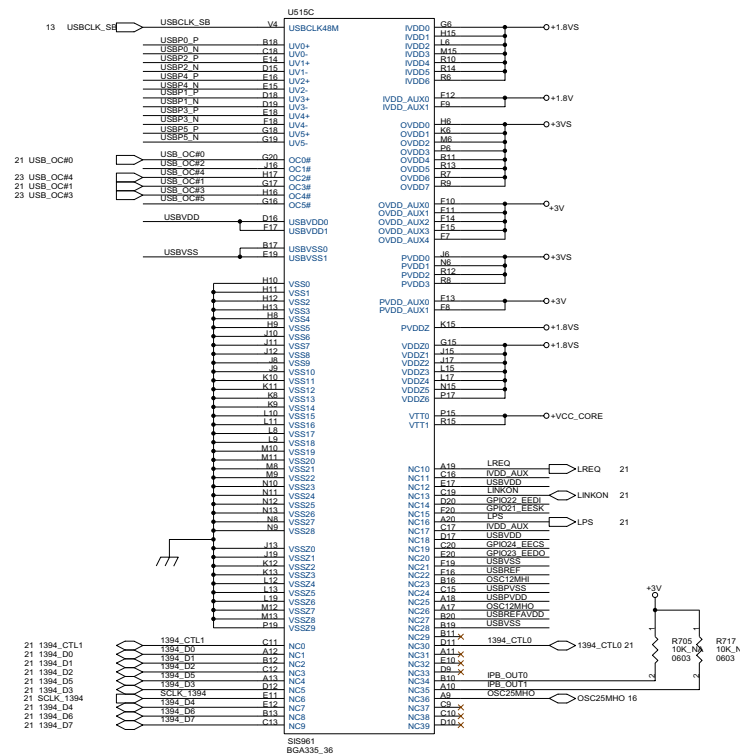 U515C
13 USBCLK_SB USBCLK_SB V4 USBCLK48M
USBP0_P B18 UV0+
USBP0_N C18 UV0-
USBP2_P E14 UV1+
USBP2_N D15 UV1-
USBP4_P E16 UV2+
USBP4_N E15 UV2-
USBP1_P D18 UV3+
USBP1_N D19 UV3-
USBP3_P E18 UV4+
USBP3_N F18 UV4-
USBP5_P G18 UV5+
USBP5_N G19 UV5-
21 USB_OC#0 USB_OC#0 G20 OC0#
USB_OC#2 J16 OC1#
23 USB_OC#4 USB_OC#4 H17 OC2#
21 USB_OC#1 USB_OC#1 G17 OC3#
23 USB_OC#3 USB_OC#3 H16 OC4#
USB_OC#5 G16 OC5#
USBVDD D16 USBVDD0
F17 USBVDD1
USBVSS B17 USBVSS0
E19 USBVSS1
H10 VSS0
H11 VSS1
H12 VSS2
H13 VSS3
H8 VSS4
H9 VSS5
J10 VSS6
J11 VSS7
J12 VSS8
J8 VSS9
J9 VSS10
K10 VSS11
K11 VSS12
K8 VSS13
K9 VSS14
L10 VSS15
L11 VSS16
L8 VSS17
L9 VSS18
M10 VSS19
M11 VSS20
M8 VSS21
M9 VSS22
N10 VSS23
N11 VSS24
N12 VSS25
N13 VSS26
N8 VSS27
N9 VSS28
J13 VSSZ0
J19 VSSZ1
K12 VSSZ2
K13 VSSZ3
L12 VSSZ4
L13 VSSZ5
L19 VSSZ6
M12 VSSZ7
M13 VSSZ8
P19 VSSZ9
21 1394_CTL1 1394_CTL1 C11 NC0
21 1394_D0 1394_D0 A12 NC1
21 1394_D1 1394_D1 B12 NC2
21 1394_D2 1394_D2 C12 NC3
21 1394_D5 1394_D5 A13 NC4
21 1394_D3 1394_D3 D12 NC5
21 SCLK_1394 SCLK_1394 E11 NC6
21 1394_D4 1394_D4 E12 NC7
21 1394_D6 1394_D6 B13 NC8
21 1394_D7 1394_D7 C13 NC9
IVDD0 G6 +1.8VS
IVDD1 H15
IVDD2 L6
IVDD3 M15
IVDD4 R10
IVDD5 R14
IVDD6 R6
IVDD_AUX0 F12 +1.8V
IVDD_AUX1 F9
OVDD0 H6 +3VS
OVDD1 K6
OVDD2 M6
OVDD3 P6
OVDD4 R11
OVDD5 R13
OVDD6 R7
OVDD7 R9
OVDD_AUX0 F10 +3V
OVDD_AUX1 F11
OVDD_AUX2 F14
OVDD_AUX3 F15
OVDD_AUX4 F7
PVDD0 J6 +3VS
PVDD1 N6
PVDD2 R12
PVDD3 R8
PVDD_AUX0 F13 +3V
PVDD_AUX1 F8
PVDDZ K15 +1.8VS
VDDZ0 G15 +1.8VS
VDDZ1 J15
VDDZ2 J17
VDDZ3 L15
VDDZ4 L17
VDDZ5 N15
VDDZ6 P17
VTT0 P15 +VCC_CORE
VTT1 R15
NC10 A19 LREQ LREQ 21
NC11 C16 IVDD_AUX
NC12 E17 USBVDD
NC13 C19 LINKON LINKON 21
NC14 D20 GPIO22_EEDI
NC15 F20 GPIO21_EESK
NC16 A20 LPS LPS 21
NC17 C17 IVDD_AUX
NC18 D17 USBVDD
NC19 C20 GPIO24_EECS
NC20 E20 GPIO23_EEDO
NC21 F19 USBVSS
NC22 F16 USBREF
NC23 B16 OSC12MHI
NC24 C15 USBPVSS
NC25 A18 USBPVDD
NC26 A17 OSC12MHO
NC27 B20 USBREFAVDD
NC28 B19 USBVSS
NC29 B11
NC30 D11 1394_CTL0 1394_CTL0 21
NC31 A11
NC32 E10
NC33 D9
NC34 B10 IPB_OUT0
NC35 A10 IPB_OUT1
NC36 A9 OSC25MHO OSC25MHO 16
NC37 C9
NC38 C10
NC39 D10
+3V
1 1
R705 R717
10K_NA 10K_N
0603 0603
2 2
SIS961
BGA335_36